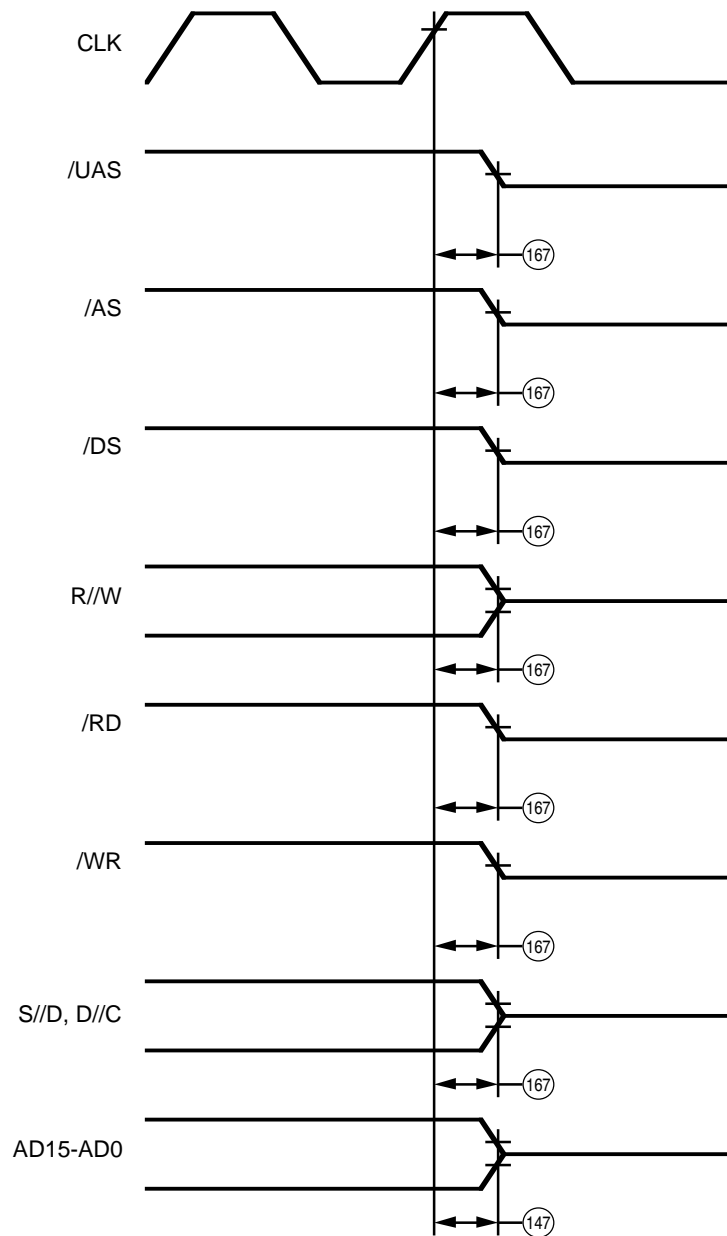 CLK
/UAS
167
/AS
167
/DS
167
R//W
167
/RD
167
/WR
167
S//D, D//C
167
AD15-AD0
147